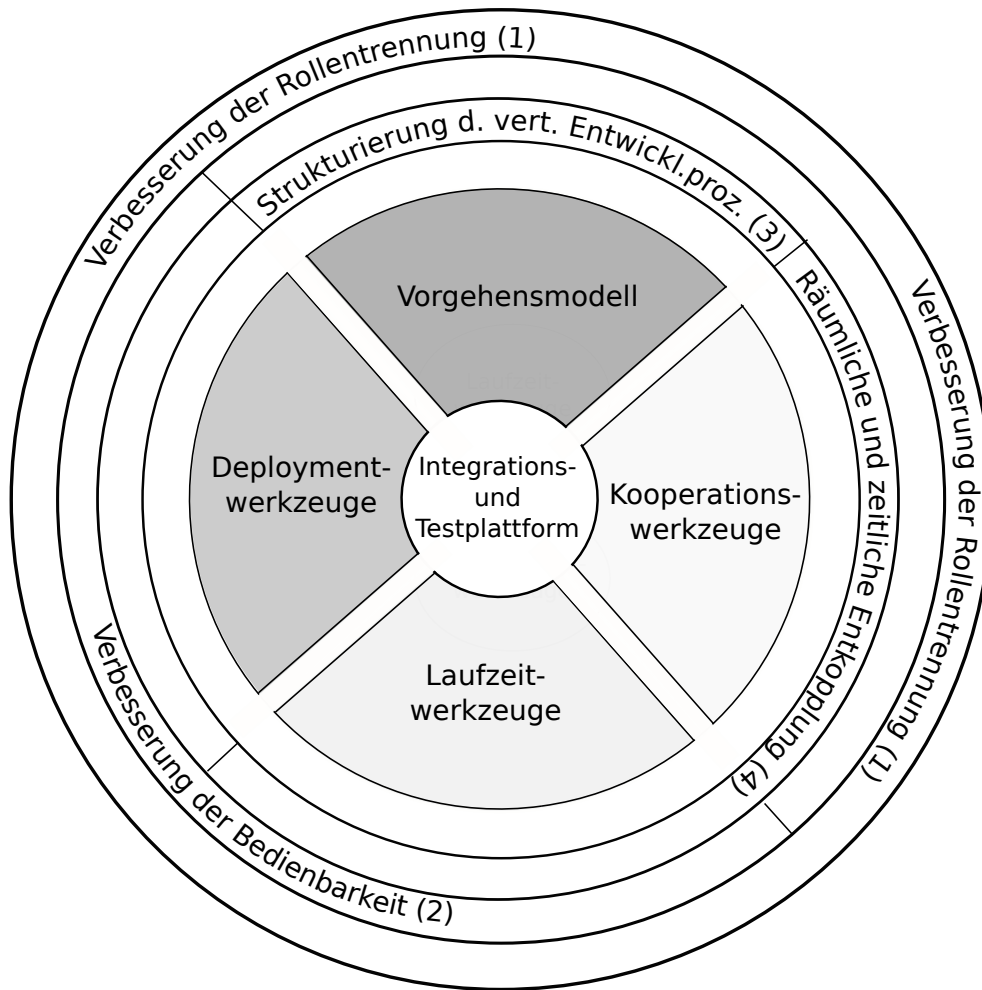 Verbesserung der Rollentrennung (1)
Strukturierung d. vert. Entwickl.proz. (3)
Räumliche und zeitliche Entkopplung (4)
Verbesserung der Rollentrennung (1)
Verbesserung der Bedienbarkeit (2)
Vorgehensmodell
Deployment-
werkzeuge
Integrations-
und
Testplattform
Kooperations-
werkzeuge
Laufzeit-
werkzeuge